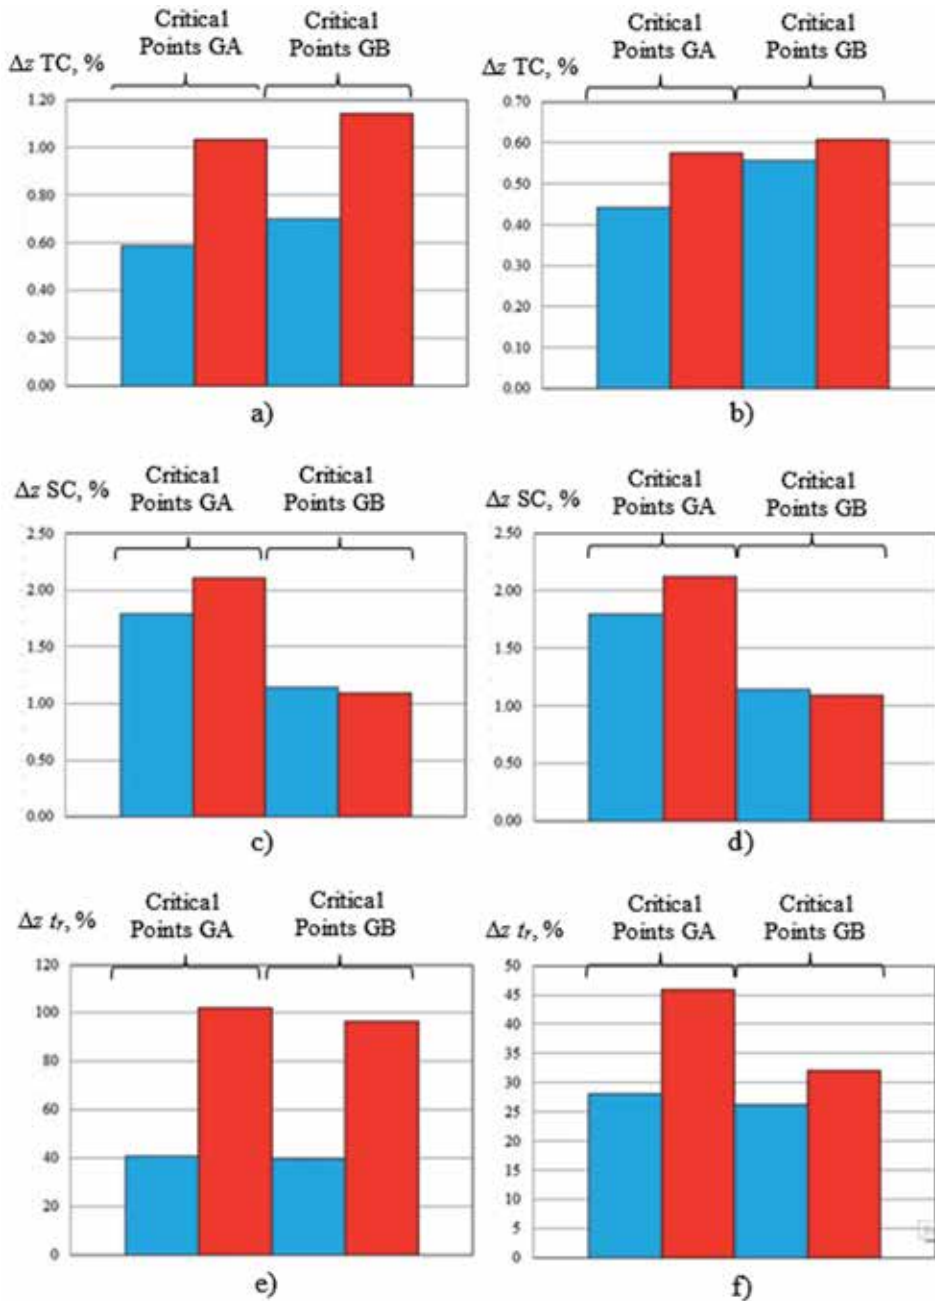 Critical
Points GA
Critical
Points GB
Δz TC, %
1.20
1.00
0.80
0.60
0.40
0.20
0.00
a)
Critical
Points GA
Critical
Points GB
Δz TC, %
0.70
0.60
0.50
0.40
0.30
0.20
0.10
0.00
b)
Critical
Points GA
Critical
Points GB
Δz SC, %
2.50
2.00
1.50
1.00
0.50
0.00
c)
Critical
Points GA
Critical
Points GB
Δz SC, %
2.50
2.00
1.50
1.00
0.50
0.00
d)
Critical
Points GA
Critical
Points GB
Δz tr, %
120
100
80
60
40
20
0
e)
Critical
Points GA
Critical
Points GB
Δz tr, %
50
45
40
35
30
25
20
15
10
5
0
f)